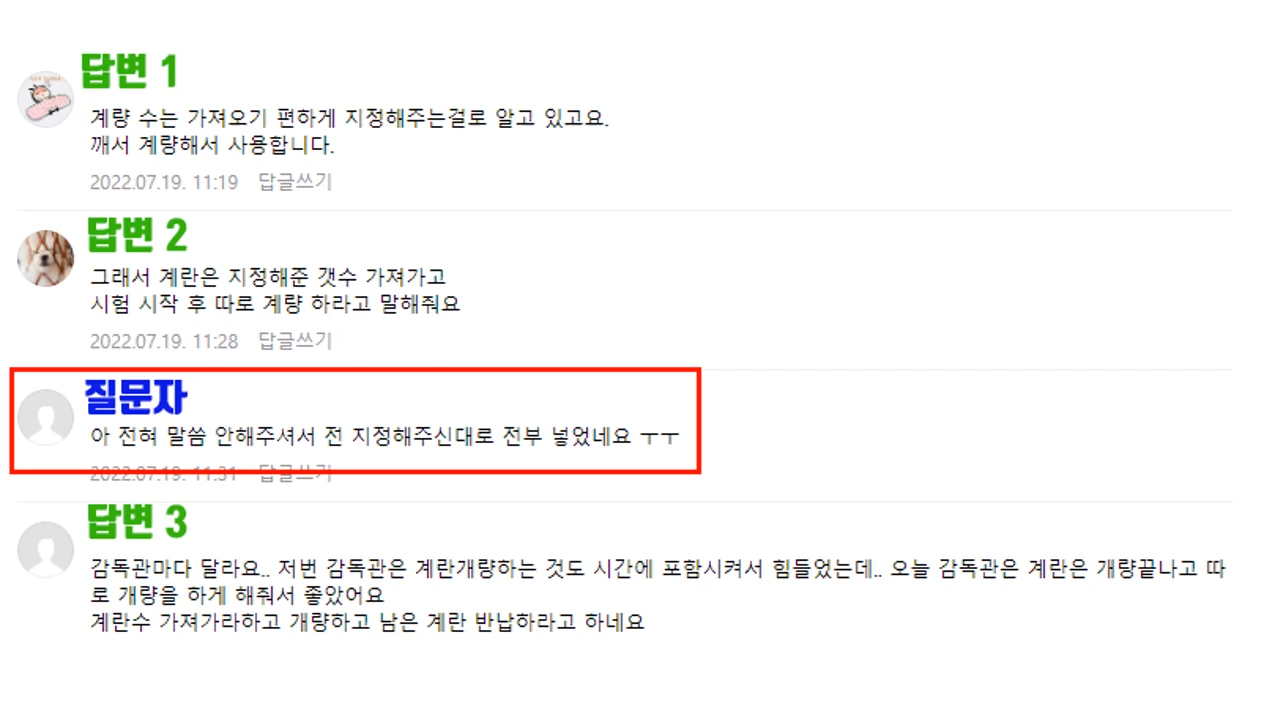 답변 1
계량 수는 가져오기 편하게 지정해주는걸로 알고 있고요.
깨서 계량해서 사용합니다.
2022.07.19. 11:19 답글쓰기
답변 2
그래서 계란은 지정해준 갯수 가져가고
시험 시작 후 따로 계량 하라고 말해줘요
2022.07.19. 11:28 답글쓰기
질문자
아 전혀 말씀 안해주셔서 전 지정해주신대로 전부 넣었네요 ㅜㅜ
2022.07.19. 11:31 답글쓰기
답변 3
감독관마다 달라요.. 저번 감독관은 계란개량하는 것도 시간에 포함시켜서 힘들었는데.. 오늘 감독관은 계란은 개량끝나고 따
로 개량을 하게 해줘서 좋았어요
계란수 가져가라하고 개량하고 남은 계란 반납하라고 하네요